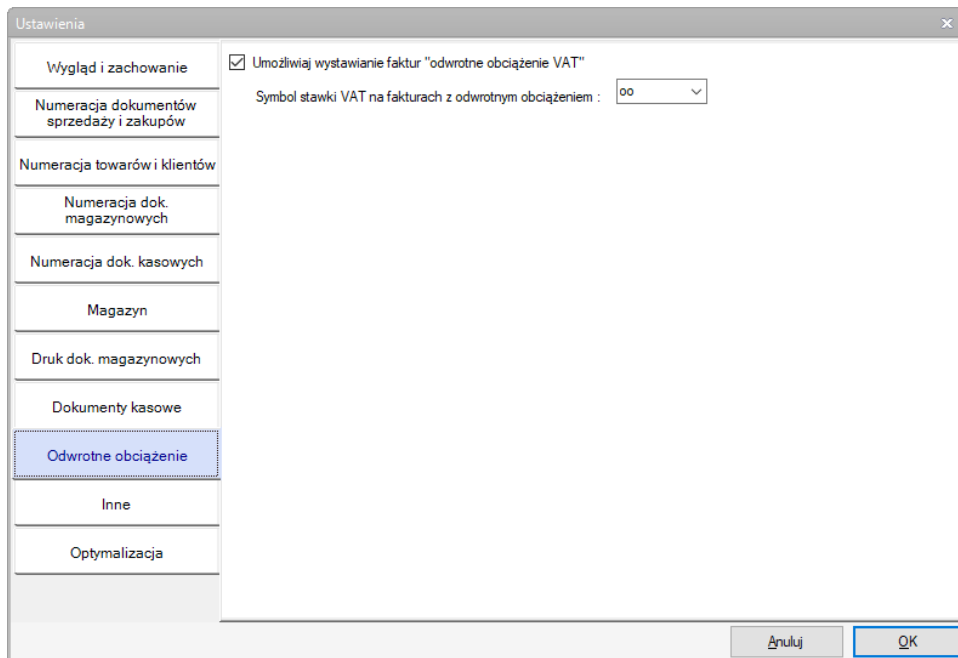 Ustawienia
Wygląd i zachowanie
Numeracja dokumentów
sprzedaży i zakupów
Numeracja towarów i klientów
Numeracja dok.
magazynowych
Numeracja dok. kasowych
Magazyn
Druk dok. magazynowych
Dokumenty kasowe
Odwrotne obciążenie
Inne
Optymalizacja
Umożliwiaj wystawianie faktur "odwrotne obciążenie VAT"
Symbol stawki VAT na fakturach z odwrotnym obciążeniem : oo
Anuluj OK